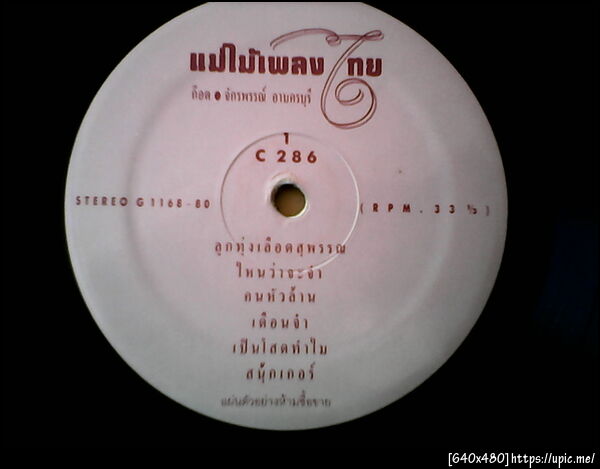 แม่ไม้เพลงไทย
ก๊อต ● จักรพรรณ์ อาบครบุรี
1
C 286
STEREO G 1168-80
( RPM. 33 ⅓ )
ลูกทุ่งเลือดสุพรรณ
ไหนว่าจะจำ
คนหัวล้าน
เดือนจ๋า
เป็นโสดทำไม
สนุ้กเกอร์
แผ่นตัวอย่างห้ามซื้อขาย
[640x480]https://upic.me/